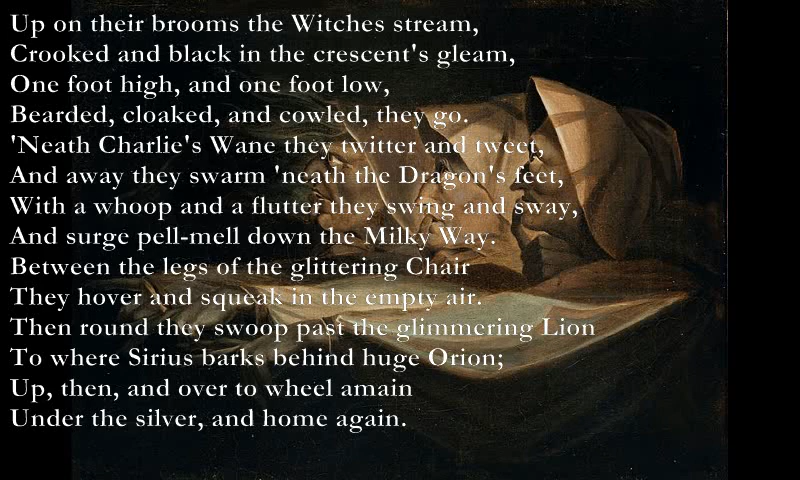 Up on their brooms the Witches stream,
Crooked and black in the crescent's gleam,
One foot high, and one foot low,
Bearded, cloaked, and cowled, they go.
'Neath Charlie's Wane they twitter and tweet,
And away they swarm 'neath the Dragon's feet,
With a whoop and a flutter they swing and sway,
And surge pell-mell down the Milky Way.
Between the legs of the glittering Chair
They hover and squeak in the empty air.
Then round they swoop past the glimmering Lion
To where Sirius barks behind huge Orion;
Up, then, and over to wheel amain
Under the silver, and home again.